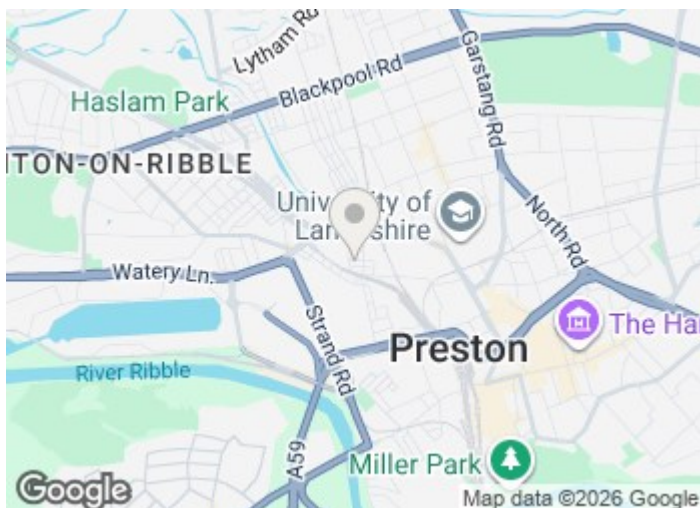 Lytham Rd
Blackpool Rd
Garstang Rd
Haslam Park
TON-ON-RIBBLE
University of
Lancashire
North Rd
Watery Ln.
Strand Rd
The Ha
Preston
River Ribble
A59
Miller Park
Google
Map data ©2026 Google